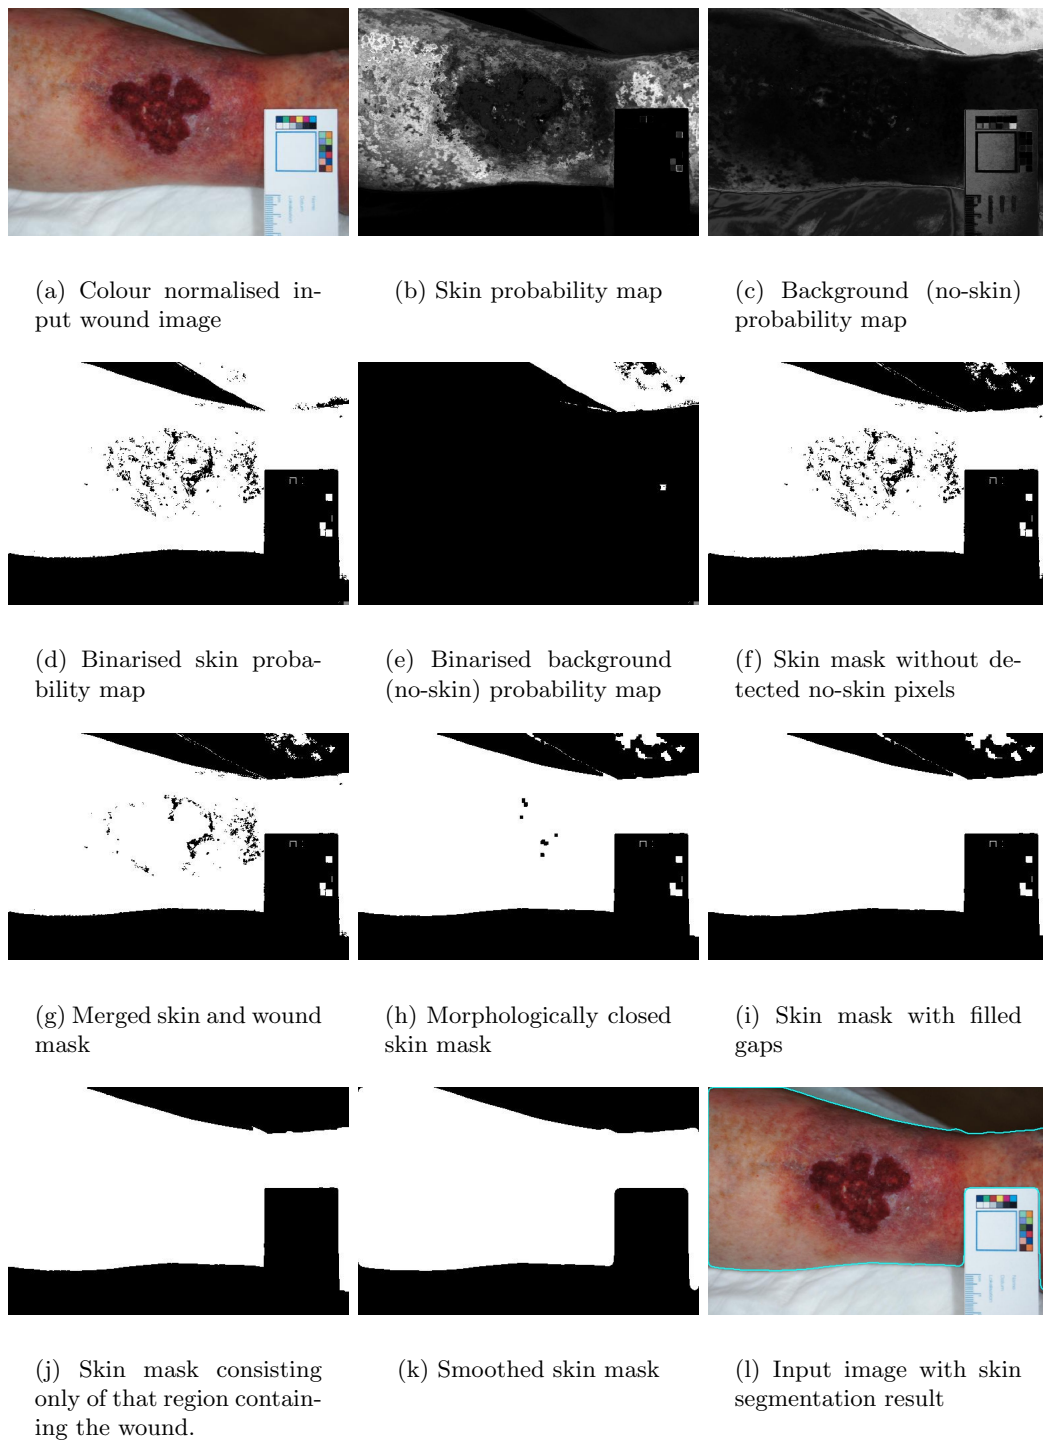 (a) Colour normalised in-
put wound image
(b) Skin probability map
(c) Background (no-skin)
probability map
(d) Binarised skin proba-
bility map
(e) Binarised background
(no-skin) probability map
(f) Skin mask without de-
tected no-skin pixels
(g) Merged skin and wound
mask
(h) Morphologically closed
skin mask
(i) Skin mask with filled
gaps
(j) Skin mask consisting
only of that region contain-
ing the wound.
(k) Smoothed skin mask
(l) Input image with skin
segmentation result